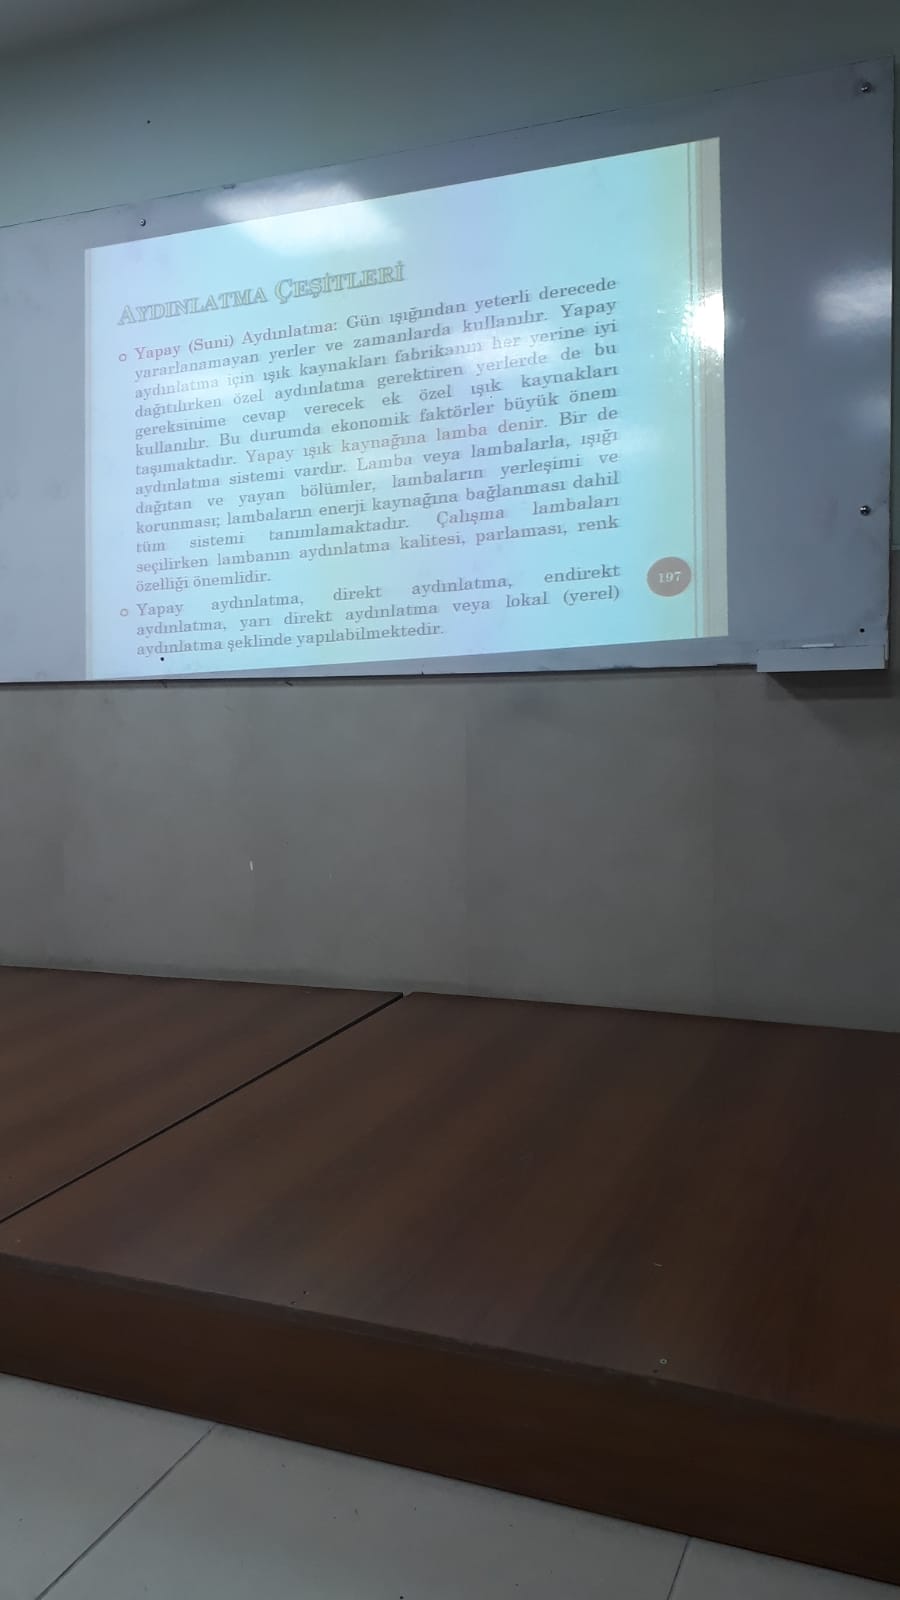 AYDINLATMA ÇEŞİTLERİ
Yapay (Suni) Aydınlatma: Gün ışığından yeterli derecede
yararlanamayan yerler ve zamanlarda kullanılır. Yapay
aydınlatma için ışık kaynakları fabrikanın her yerine iyi
dağıtılırken özel aydınlatma gerektiren yerlerde de bu
gereksinime cevap verecek ek özel ışık kaynakları
kullanılır. Bu durumda ekonomik faktörler büyük önem
taşımaktadır. Yapay ışık kaynağına lamba denir. Bir de
aydınlatma sistemi vardır. Lamba veya lambalarla, ışığı
dağıtan ve yayan bölümler, lambaların yerleşimi ve
korunması; lambaların enerji kaynağına bağlanması dahil
tüm sistemi tanımlamaktadır. Çalışma lambaları
seçilirken lambanın aydınlatma kalitesi, parlaması, renk
özelliği önemlidir.
Yapay aydınlatma, direkt aydınlatma, endirekt
aydınlatma, yarı direkt aydınlatma veya lokal (yerel)
aydınlatma şeklinde yapılabilmektedir.
197